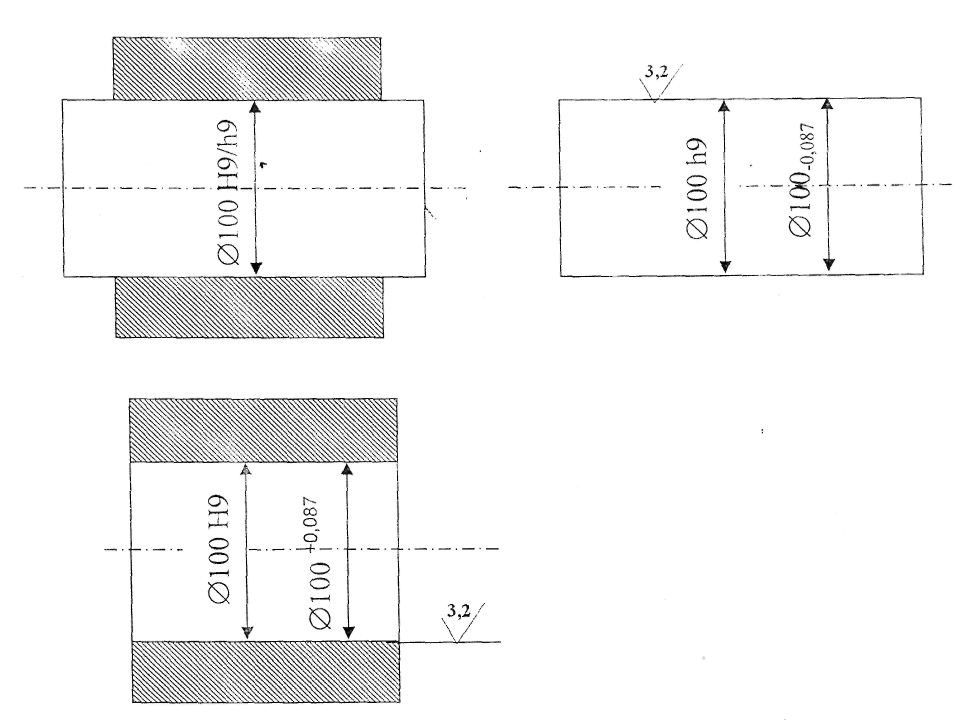 Ø100 H9/h9
3,2
Ø100 h9
Ø100-0,087
Ø100 H9
Ø100 +0,087
3,2